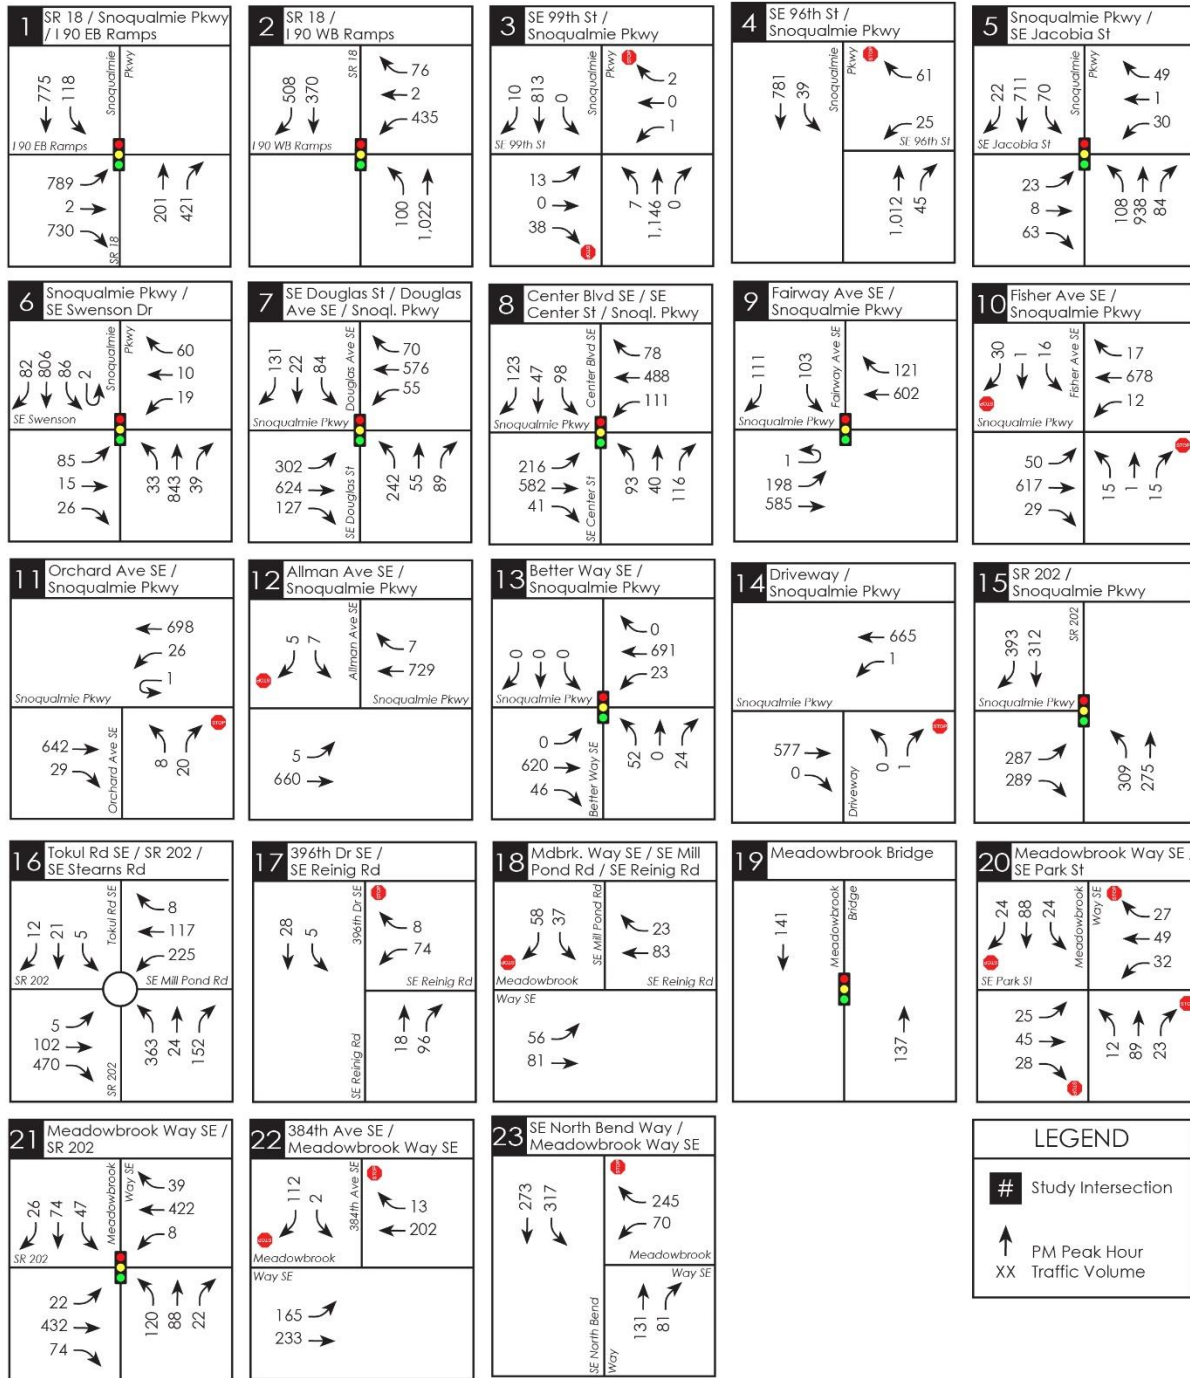 1
SR 18 / Snoqualmie Pkwy
/ I 90 EB Ramps
775
118
Snoqualmie
Pkwy
I 90 EB Ramps
789
2
730
SR 18
201
421
2
SR 18 /
I 90 WB Ramps
508
370
SR 18
76
2
435
I 90 WB Ramps
100
1,022
3
SE 99th St /
Snoqualmie Pkwy
10
813
0
Snoqualmie
Pkwy
2
0
1
SE 99th St
13
0
38
7
1,146
0
4
SE 96th St /
Snoqualmie Pkwy
781
39
Snoqualmie
Pkwy
61
25
SE 96th St
1,012
45
5
Snoqualmie Pkwy /
SE Jacobia St
22
711
70
Snoqualmie
Pkwy
49
1
30
SE Jacobia St
23
8
63
108
938
84
6
Snoqualmie Pkwy /
SE Swenson Dr
82
806
86
2
Snoqualmie
Pkwy
60
10
19
SE Swenson
85
15
26
33
843
39
7
SE Douglas St / Douglas
Ave SE / Snoql. Pkwy
131
22
84
Douglas Ave SE
70
576
55
Snoqualmie Pkwy
302
624
127
SE Douglas St
242
55
89
8
Center Blvd SE / SE
Center St / Snoql. Pkwy
123
47
98
Center Blvd SE
78
488
111
Snoqualmie Pkwy
216
582
41
SE Center St
93
40
116
9
Fairway Ave SE /
Snoqualmie Pkwy
111
103
Fairway Ave SE
121
602
Snoqualmie Pkwy
1
198
585
10
Fisher Ave SE /
Snoqualmie Pkwy
30
1
16
Fisher Ave SE
17
678
12
STOP
Snoqualmie Pkwy
50
617
29
15
1
15
STOP
11
Orchard Ave SE /
Snoqualmie Pkwy
698
26
1
Snoqualmie Pkwy
642
29
Orchard Ave SE
8
20
STOP
12
Allman Ave SE /
Snoqualmie Pkwy
5
7
Allman Ave SE
7
729
STOP
Snoqualmie Pkwy
5
660
13
Better Way SE /
Snoqualmie Pkwy
0
0
0
0
691
23
Snoqualmie Pkwy
0
620
46
Better Way SE
52
0
24
14
Driveway /
Snoqualmie Pkwy
665
1
Snoqualmie Pkwy
577
0
Driveway
0
1
STOP
15
SR 202 /
Snoqualmie Pkwy
393
312
SR 202
Snoqualmie Pkwy
287
289
309
275
16
Tokul Rd SE / SR 202 /
SE Stearns Rd
12
21
5
Tokul Rd SE
8
117
225
SR 202
SE Mill Pond Rd
5
102
470
SR 202
363
24
152
17
396th Dr SE /
SE Reinig Rd
28
5
396th Dr SE
STOP
8
74
SE Reinig Rd
SE Reinig Rd
18
96
18
Mdbrk. Way SE / SE Mill
Pond Rd / SE Reinig Rd
58
37
SE Mill Pond Rd
23
83
STOP
Meadowbrook
Way SE
SE Reinig Rd
56
81
19
Meadowbrook Bridge
141
Meadowbrook
Bridge
137
20
Meadowbrook Way SE /
SE Park St
24
88
24
Meadowbrook
Way SE
STOP
27
49
32
STOP
SE Park St
25
45
28
STOP
12
89
23
STOP
21
Meadowbrook Way SE /
SR 202
26
74
47
Meadowbrook
Way SE
39
422
8
SR 202
22
432
74
120
88
22
22
384th Ave SE /
Meadowbrook Way SE
112
2
384th Ave SE
STOP
13
202
STOP
Meadowbrook
Way SE
165
233
23
SE North Bend Way /
Meadowbrook Way SE
273
317
STOP
245
70
Meadowbrook
Way SE
SE North Bend
Way
131
81
LEGEND
# Study Intersection
PM Peak Hour
XX Traffic Volume